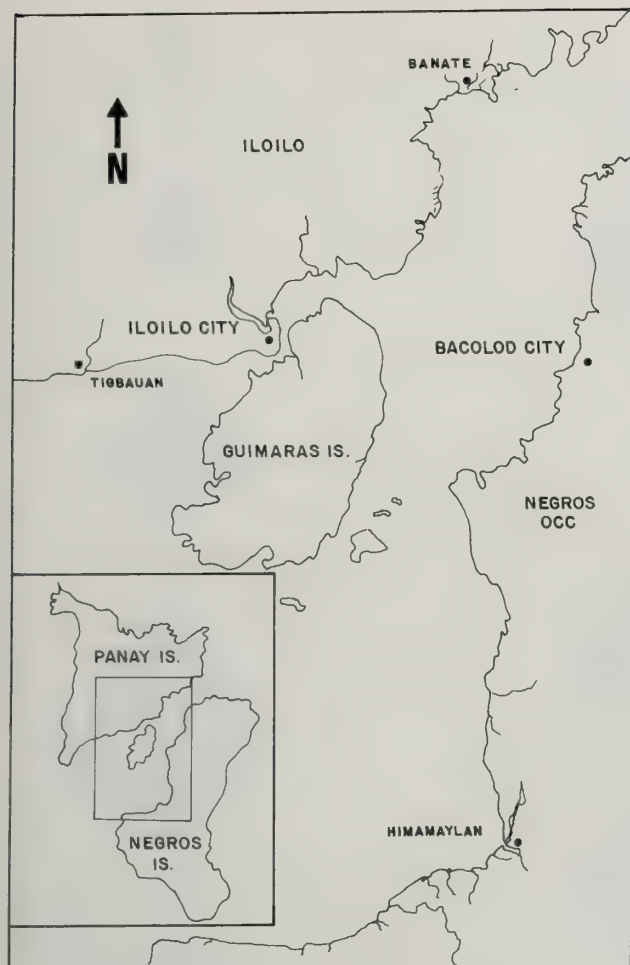 BANATE
N
ILOILO
ILOILO CITY
TIGBAUAN
BACOLOD CITY
GUIMARAS IS.
NEGROS
OCC
PANAY IS.
NEGROS
IS.
HIMAMAYLAN